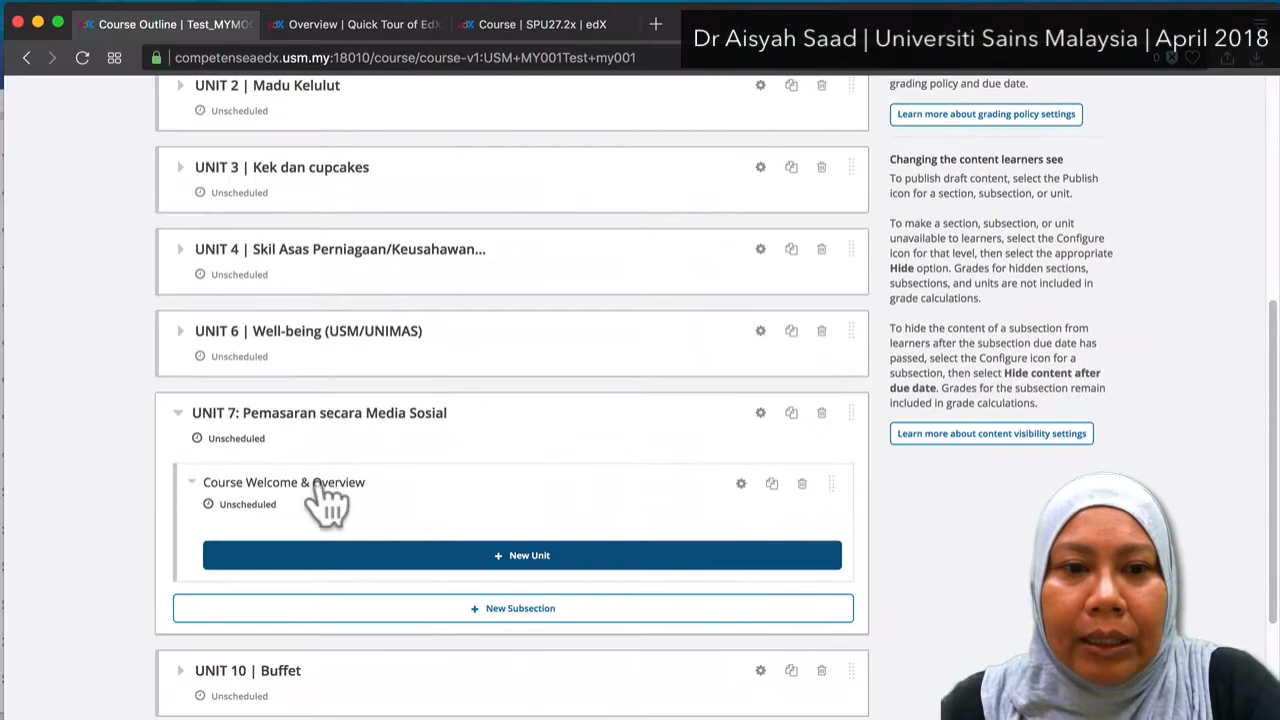 Course Outline | Test_MYMO
Overview | Quick Tour of EdX
Course | SPU27.2x | edX
Dr Aisyah Saad | Universiti Sains Malaysia | April 2018
competenseaedx.usm.my:18010/course/course-v1:USM+MY001Test+my001
0
UNIT 2 | Madu Kelulut
Unscheduled
UNIT 3 | Kek dan cupcakes
Unscheduled
UNIT 4 | Skil Asas Perniagaan/Keusahawan...
Unscheduled
UNIT 6 | Well-being (USM/UNIMAS)
Unscheduled
UNIT 7: Pemasaran secara Media Sosial
Unscheduled
Course Welcome & Overview
Unscheduled
+ New Unit
+ New Subsection
UNIT 10 | Buffet
Unscheduled
grading policy and due date.
Learn more about grading policy settings
Changing the content learners see
To publish draft content, select the Publish
icon for a section, subsection, or unit.
To make a section, subsection, or unit
unavailable to learners, select the Configure
icon for that level, then select the appropriate
Hide option. Grades for hidden sections,
subsections, and units are not included in
grade calculations.
To hide the content of a subsection from
learners after the subsection due date has
passed, select the Configure icon for a
subsection, then select Hide content after
due date. Grades for the subsection remain
included in grade calculations.
Learn more about content visibility settings